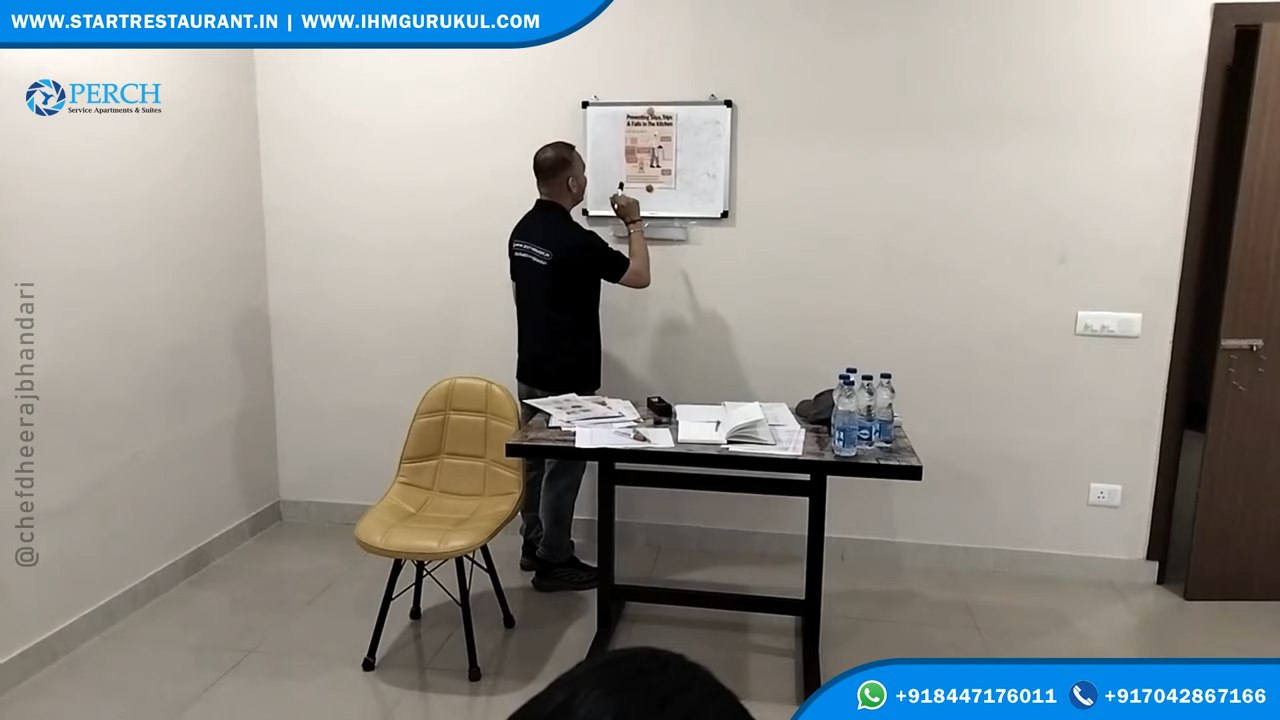 WWW.STARTRESTAURANT.IN | WWW.IHMGURUKUL.COM
PERCH
Service Apartments & Suites
Preventing Slips, Trips
& Falls In The Kitchen
@chefdheerajbhandari
+918447176011
+917042867166